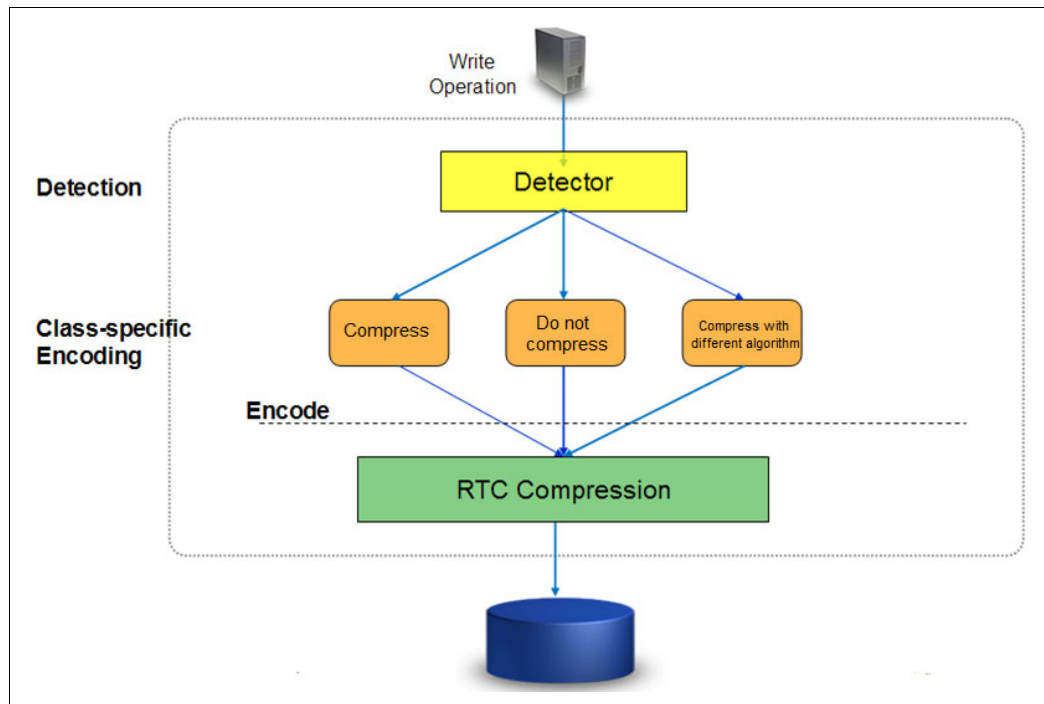 Write
Operation
Detection
Detector
Class-specific
Encoding
Compress
Do not
compress
Compress with
different algorithm
Encode
RTC Compression